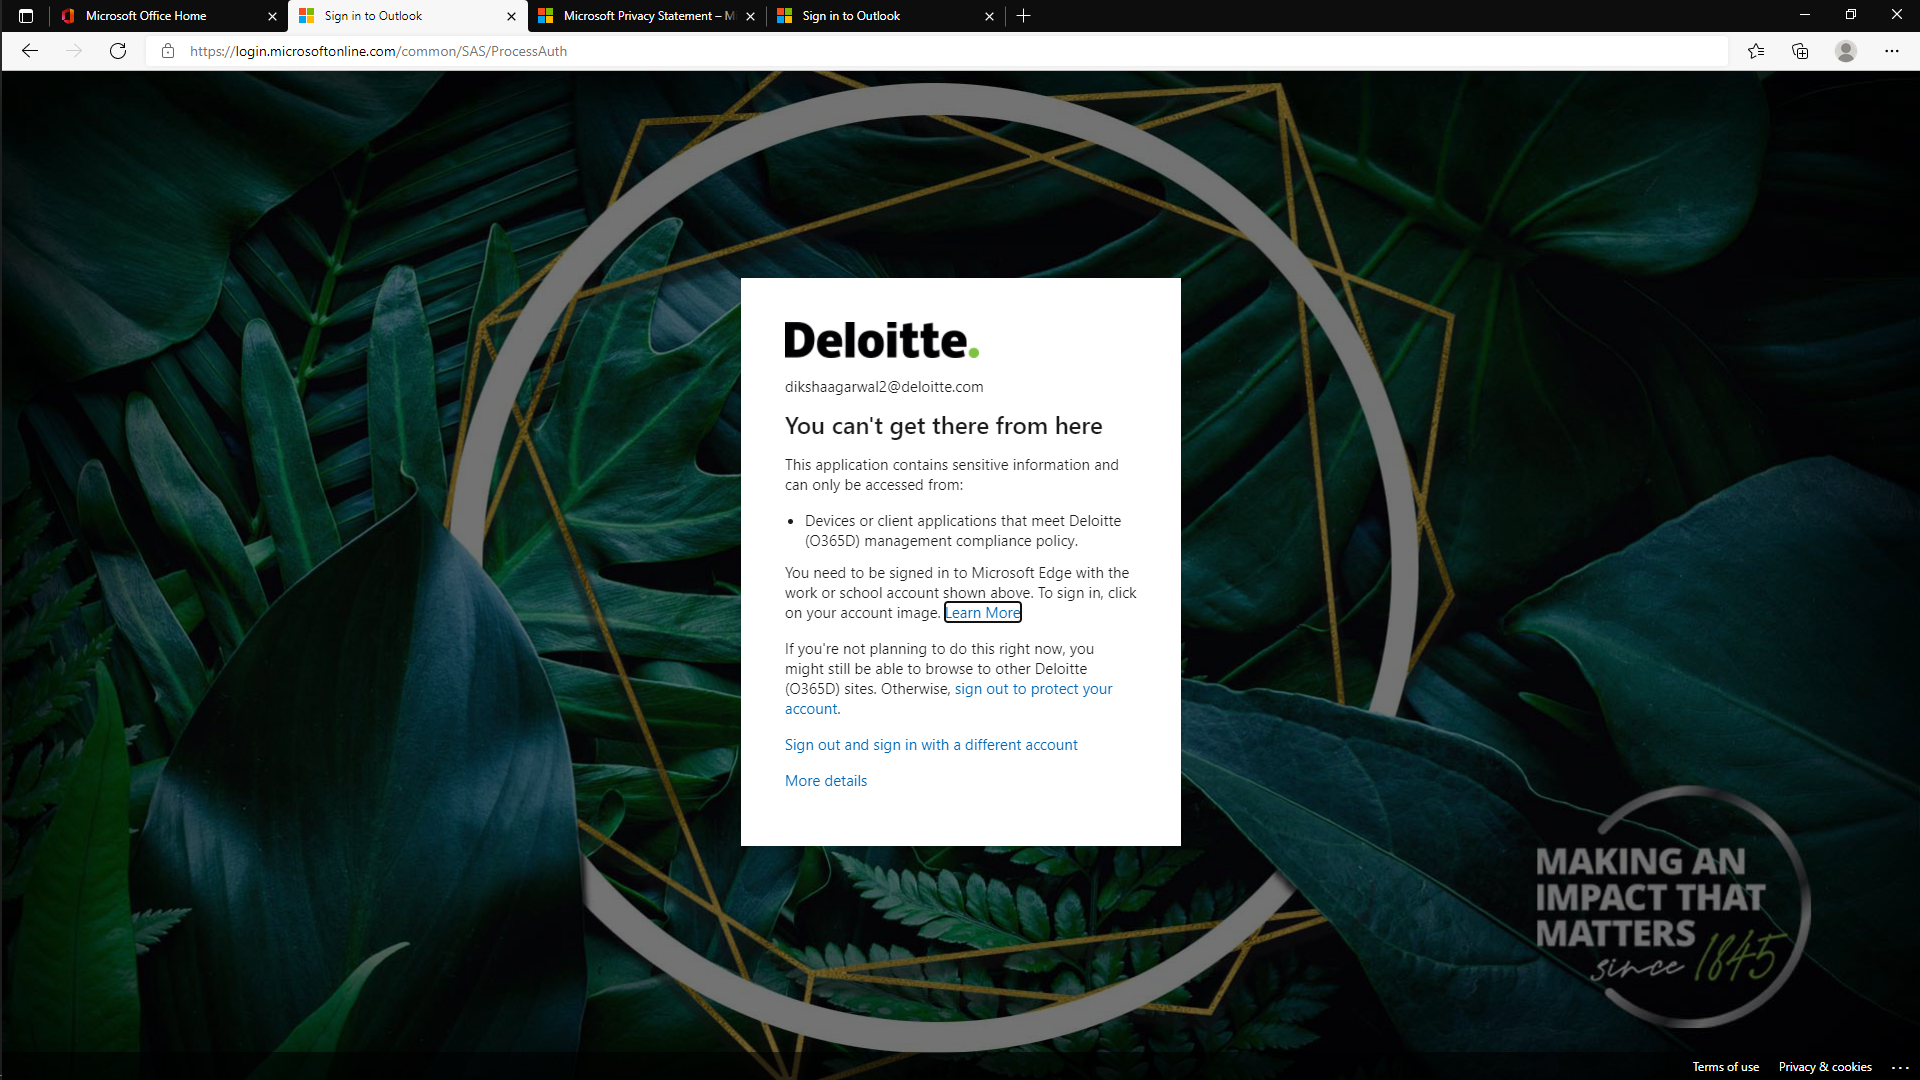 Microsoft Office Home
Sign in to Outlook
Microsoft Privacy Statement – Mi
Sign in to Outlook
https://login.microsoftonline.com/common/SAS/ProcessAuth
Deloitte.
dikshaagarwal2@deloitte.com
You can't get there from here
This application contains sensitive information and
can only be accessed from:
• Devices or client applications that meet Deloitte
(O365D) management compliance policy.
You need to be signed in to Microsoft Edge with the
work or school account shown above. To sign in, click
on your account image. Learn More
If you're not planning to do this right now, you
might still be able to browse to other Deloitte
(O365D) sites. Otherwise, sign out to protect your
account.
Sign out and sign in with a different account
More details
MAKING AN
IMPACT THAT
MATTERS
since 1845
Terms of use Privacy & cookies ...